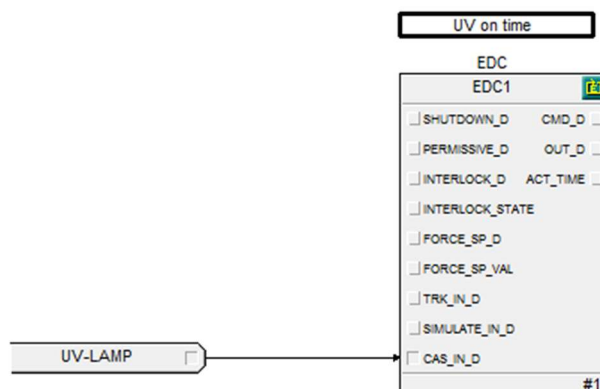 UV on time
EDC
EDC1
SHUTDOWN_D CMD_D
PERMISSIVE_D OUT_D
INTERLOCK_D ACT_TIME
INTERLOCK_STATE
FORCE_SP_D
FORCE_SP_VAL
TRK_IN_D
SIMULATE_IN_D
UV-LAMP CAS_IN_D
#1